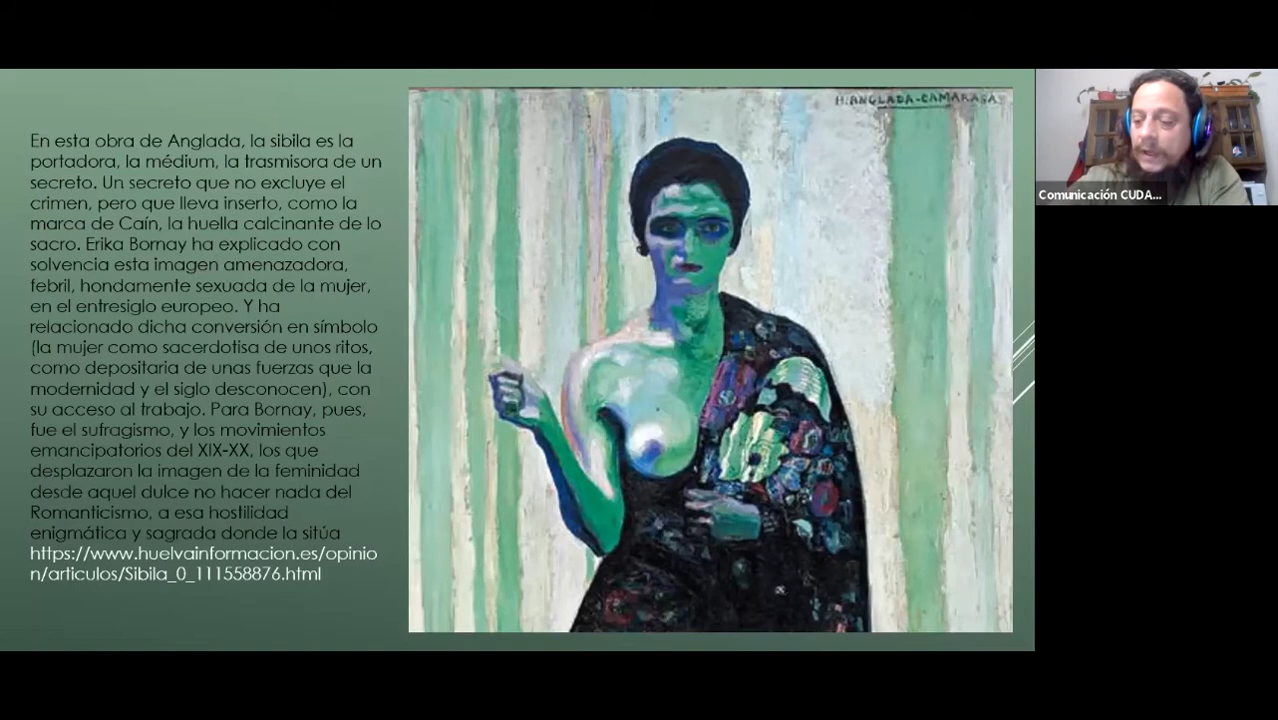 En esta obra de Anglada, la sibila es la
portadora, la médium, la trasmisora de un
secreto. Un secreto que no excluye el
crimen, pero que lleva inserto, como la
marca de Caín, la huella calcinante de lo
sacro. Erika Bornay ha explicado con
solvencia esta imagen amenazadora,
febril, hondamente sexuada de la mujer,
en el entresiglo europeo. Y ha
relacionado dicha conversión en símbolo
(la mujer como sacerdotisa de unos ritos,
como depositaria de unas fuerzas que la
modernidad y el siglo desconocen), con
su acceso al trabajo. Para Bornay, pues,
fue el sufragismo, y los movimientos
emancipatorios del XIX-XX, los que
desplazaron la imagen de la feminidad
desde aquel dulce no hacer nada del
Romanticismo, a esa hostilidad
enigmática y sagrada donde la sitúa
https://www.huelvainformacion.es/opinio
n/articulos/Sibila_0_111558876.html
H. ANGLADA-CAMARASA
Comunicación CUDA...